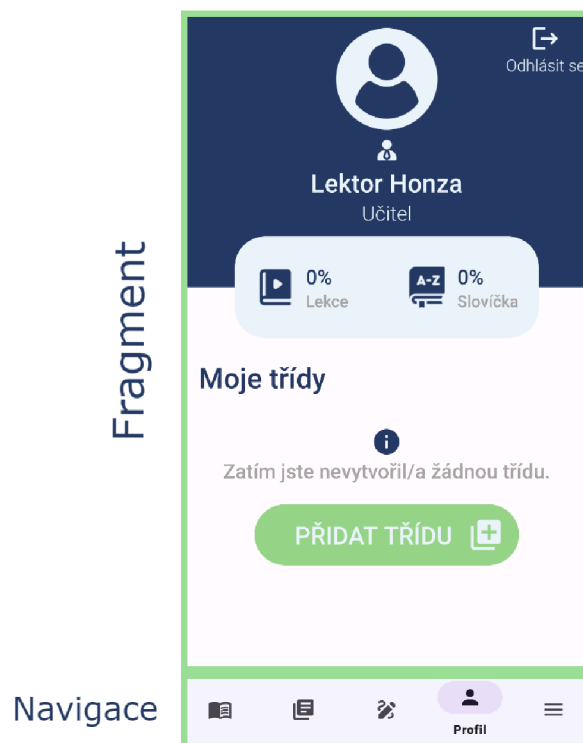 Odhlásit se
Lektor Honza
Učitel
0%
Lekce
A-Z
0%
Slovíčka
Moje třídy
Zatím jste nevytvořil/a žádnou třídu.
PŘIDAT TŘÍDU
Fragment
Navigace
Profil